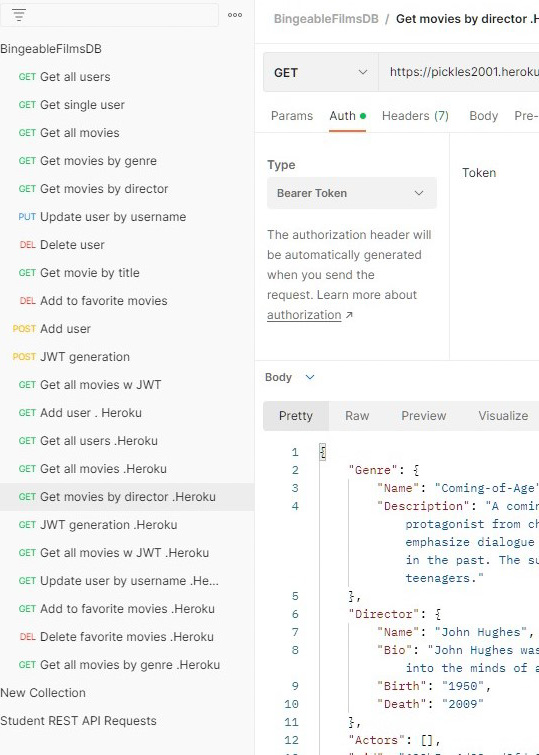 BingeableFilmsDB
GET Get all users
GET Get single user
GET Get all movies
GET Get movies by genre
GET Get movies by director
PUT Update user by username
DEL Delete user
GET Get movie by title
DEL Add to favorite movies
POST Add user
POST JWT generation
GET Get all movies w JWT
GET Add user . Heroku
GET Get all users .Heroku
GET Get all movies .Heroku
GET Get movies by director .Heroku
GET JWT generation .Heroku
GET Get all movies w JWT .Heroku
GET Update user by username .He...
GET Add to favorite movies .Heroku
DEL Delete favorite movies .Heroku
GET Get all movies by genre .Heroku
New Collection
Student REST API Requests
BingeableFilmsDB / Get movies by director .H
GET https://pickles2001.heroku
Params Auth Headers (7) Body Pre-
Type
Bearer Token
Token
The authorization header will
be automatically generated
when you send the
request. Learn more about
authorization ↗
Body
Pretty Raw Preview Visualize
1 {
2 "Genre": {
3 "Name": "Coming-of-Age"
4 "Description": "A comin
protagonist from ch
emphasize dialogue
in the past. The su
teenagers."
5 },
6 "Director": {
7 "Name": "John Hughes",
8 "Bio": "John Hughes was
into the minds of a
9 "Birth": "1950",
10 "Death": "2009"
11 },
12 "Actors": [],